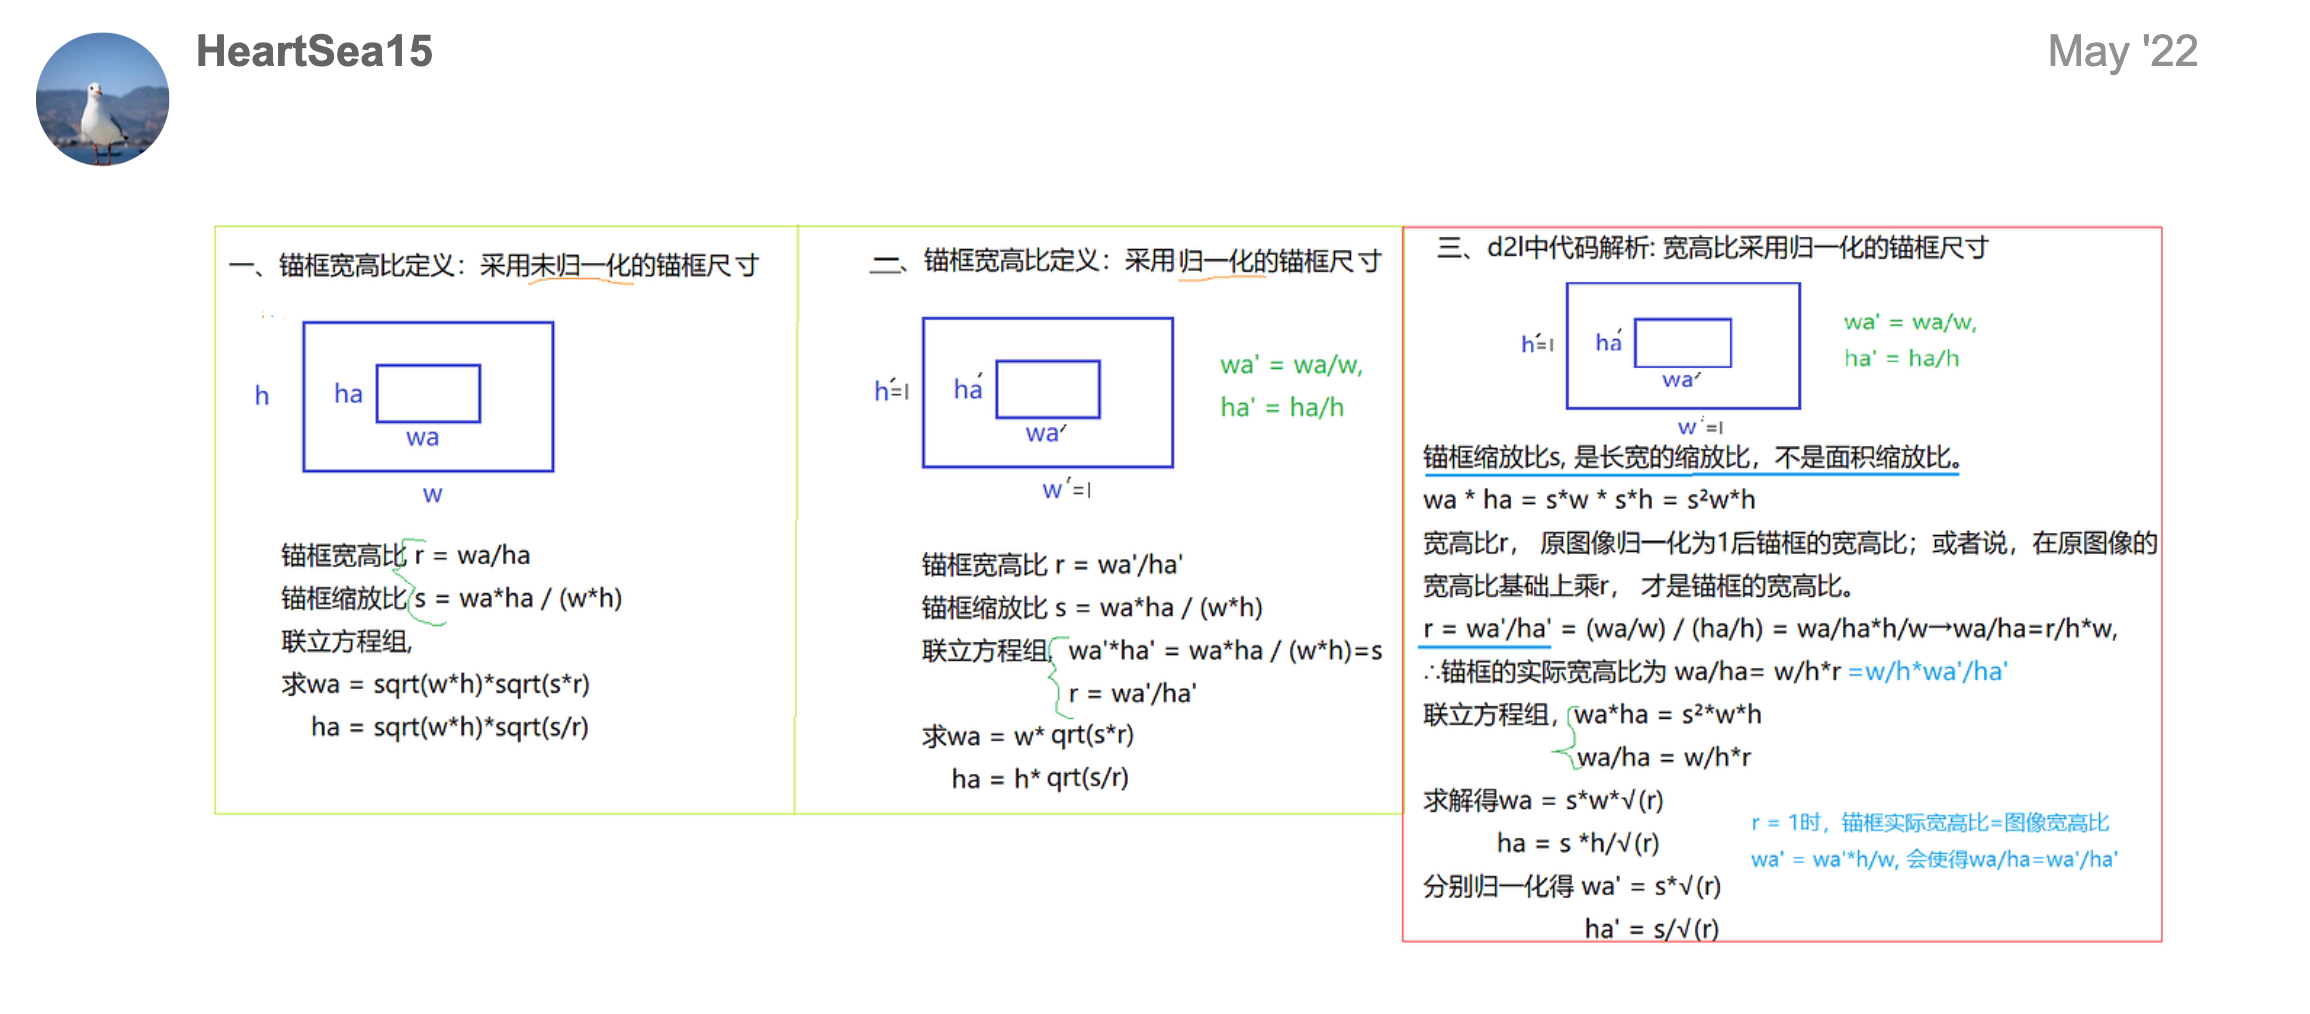 HeartSea15
May '22
一、锚框宽高比定义：采用未归一化的锚框尺寸
h
ha
wa
w
锚框宽高比 r = wa/ha
锚框缩放比 s = wa*ha / (w*h)
联立方程组,
求wa = sqrt(w*h)*sqrt(s*r)
ha = sqrt(w*h)*sqrt(s/r)
二、锚框宽高比定义：采用归一化的锚框尺寸
h'=1
ha'
wa'
w'=1
wa' = wa/w,
ha' = ha/h
锚框宽高比 r = wa'/ha'
锚框缩放比 s = wa*ha / (w*h)
联立方程组, wa'*ha' = wa*ha / (w*h)=s
r = wa'/ha'
求wa = w* qrt(s*r)
ha = h* qrt(s/r)
三、d2l中代码解析: 宽高比采用归一化的锚框尺寸
h'=1
ha'
wa'
w'=1
wa' = wa/w,
ha' = ha/h
锚框缩放比s, 是长宽的缩放比，不是面积缩放比。
wa * ha = s*w * s*h = s²w*h
宽高比r， 原图像归一化为1后锚框的宽高比；或者说，在原图像的
宽高比基础上乘r， 才是锚框的宽高比。
r = wa'/ha' = (wa/w) / (ha/h) = wa/ha*h/w→wa/ha=r/h*w,
∴锚框的实际宽高比为 wa/ha= w/h*r =w/h*wa'/ha'
联立方程组，wa*ha = s²*w*h
wa/ha = w/h*r
求解得wa = s*w*√(r)
ha = s *h/√(r)
分别归一化得 wa' = s*√(r)
ha' = s/√(r)
r = 1时，锚框实际宽高比=图像宽高比
wa' = wa'*h/w, 会使得wa/ha=wa'/ha'